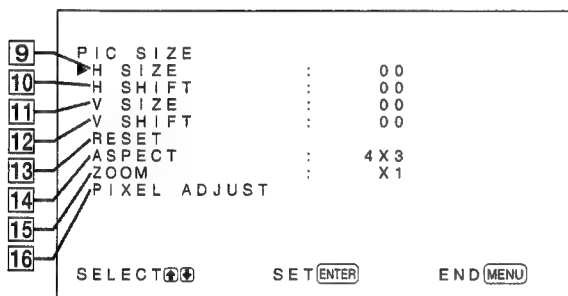 PIC SIZE
9 ▶H SIZE : 00
10 H SHIFT : 00
11 V SIZE : 00
12 V SHIFT : 00
13 RESET
14 ASPECT : 4X3
15 ZOOM : X1
16 PIXEL ADJUST
SELECT⬆⬇ SET ENTER END MENU